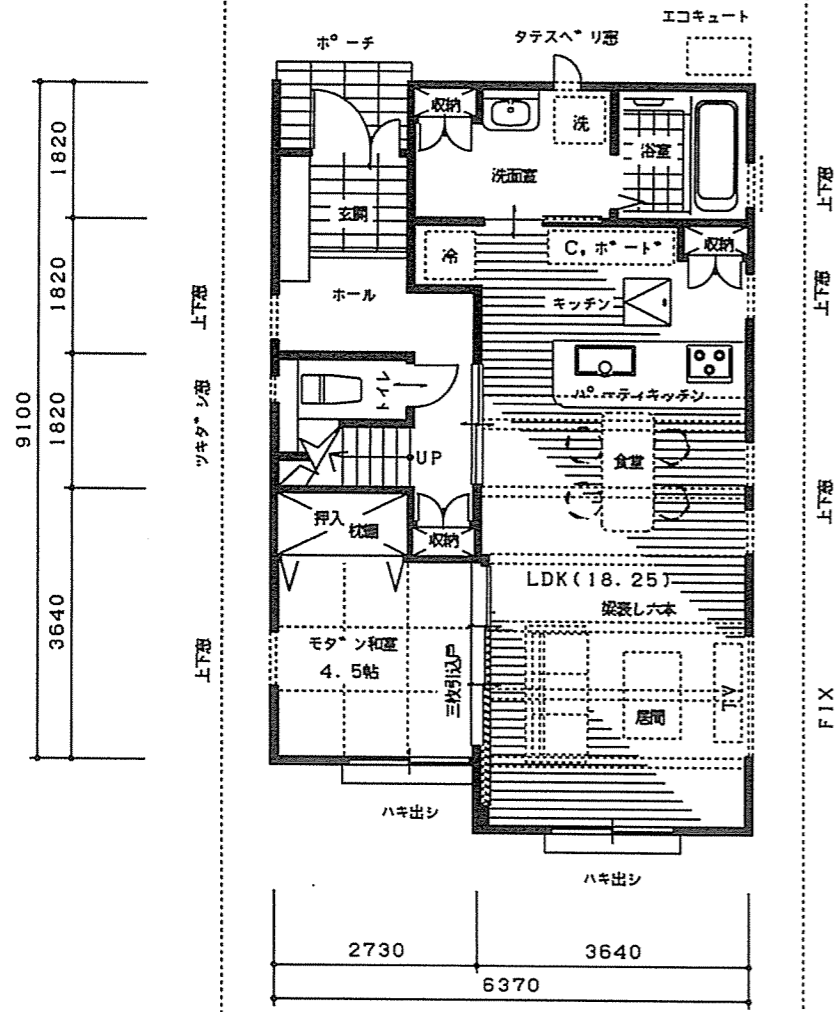 エコキュート
ポーチ
タテスベリ窓
収納
洗
浴室
洗面室
玄関
冷
C.ボード
収納
キッチン
ホール
パーティキッチン
トイレ
UP
食堂
押入
枕棚
収納
LDK(18.25)
梁表し六本
モダン和室
4.5帖
三枚引込戸
居間
TV
ハキ出シ
ハキ出シ
上下窓
ツキダシ窓
上下窓
上下窓
上下窓
上下窓
FIX
1820
1820
1820
3640
9100
2730
3640
6370